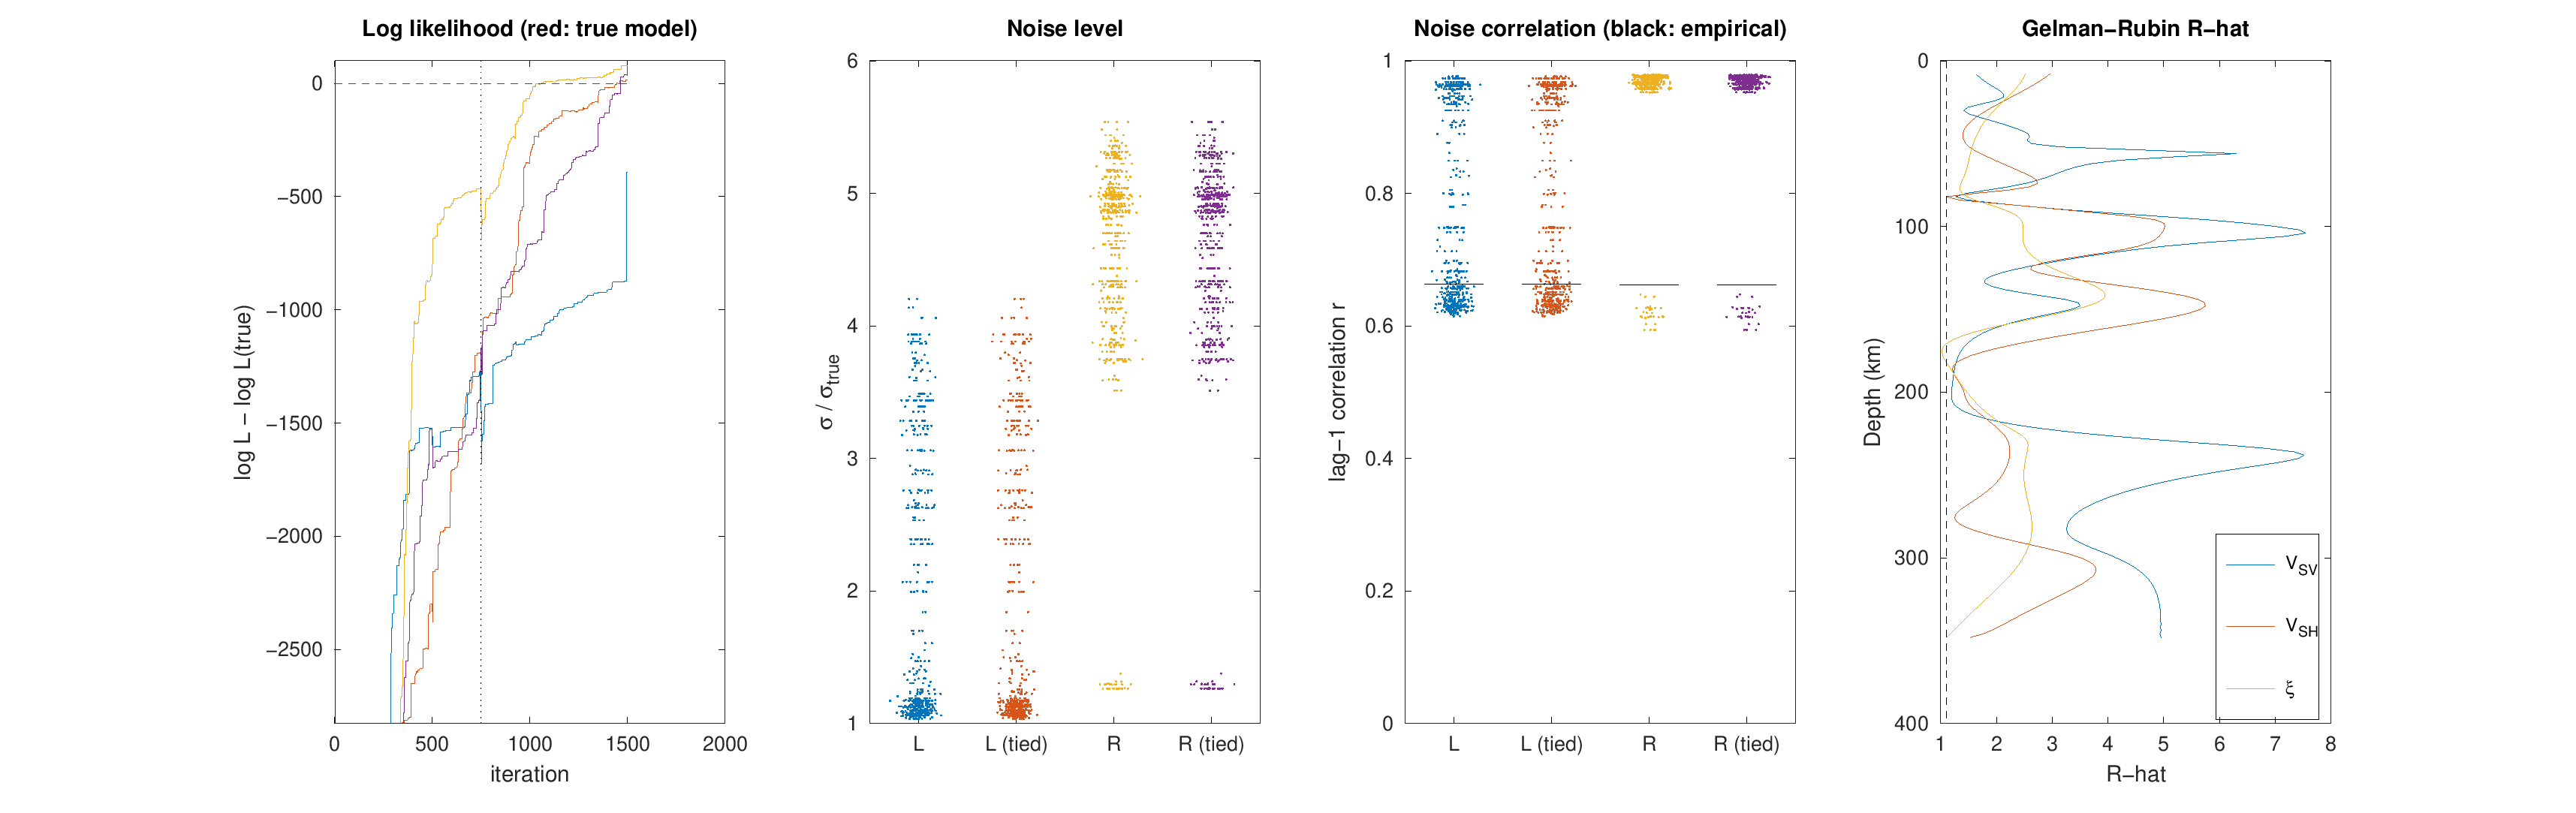 Log likelihood (red: true model)
0
−500
−1000
−1500
−2000
−2500
log L − log L(true)
0
500
1000
1500
2000
iteration
Noise level
6
5
4
3
2
1
σ / σtrue
L
L (tied)
R
R (tied)
Noise correlation (black: empirical)
1
0.8
0.6
0.4
0.2
0
lag−1 correlation r
L
L (tied)
R
R (tied)
Gelman−Rubin R−hat
0
100
200
300
400
Depth (km)
VSV
VSH
ξ
1
2
3
4
5
6
7
8
R−hat